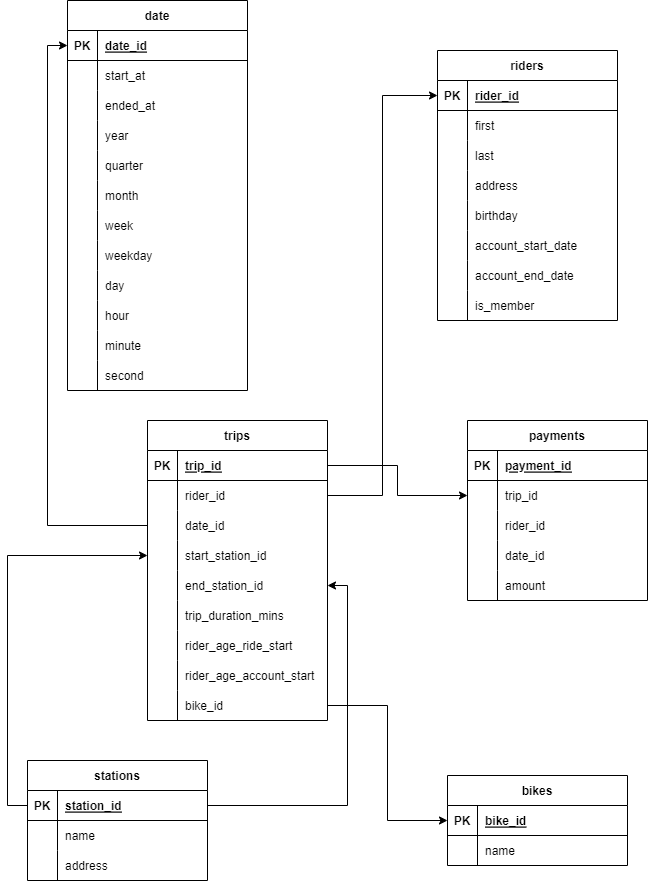 date
PK date_id
start_at
ended_at
year
quarter
month
week
weekday
day
hour
minute
second
riders
PK rider_id
first
last
address
birthday
account_start_date
account_end_date
is_member
trips
PK trip_id
rider_id
date_id
start_station_id
end_station_id
trip_duration_mins
rider_age_ride_start
rider_age_account_start
bike_id
payments
PK payment_id
trip_id
rider_id
date_id
amount
stations
PK station_id
name
address
bikes
PK bike_id
name